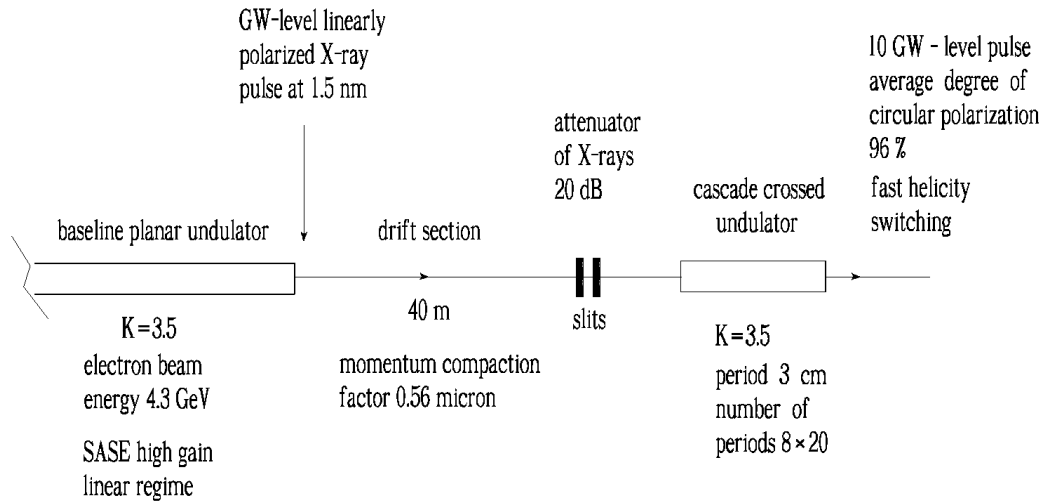 GW-level linearly
polarized X-ray
pulse at 1.5 nm
10 GW - level pulse
average degree of
circular polarization
96 %
fast helicity
switching
attenuator
of X-rays
20 dB
cascade crossed
undulator
baseline planar undulator
drift section
40 m
slits
K=3.5
electron beam
energy 4.3 GeV
SASE high gain
linear regime
momentum compaction
factor 0.56 micron
K=3.5
period 3 cm
number of
periods 8×20